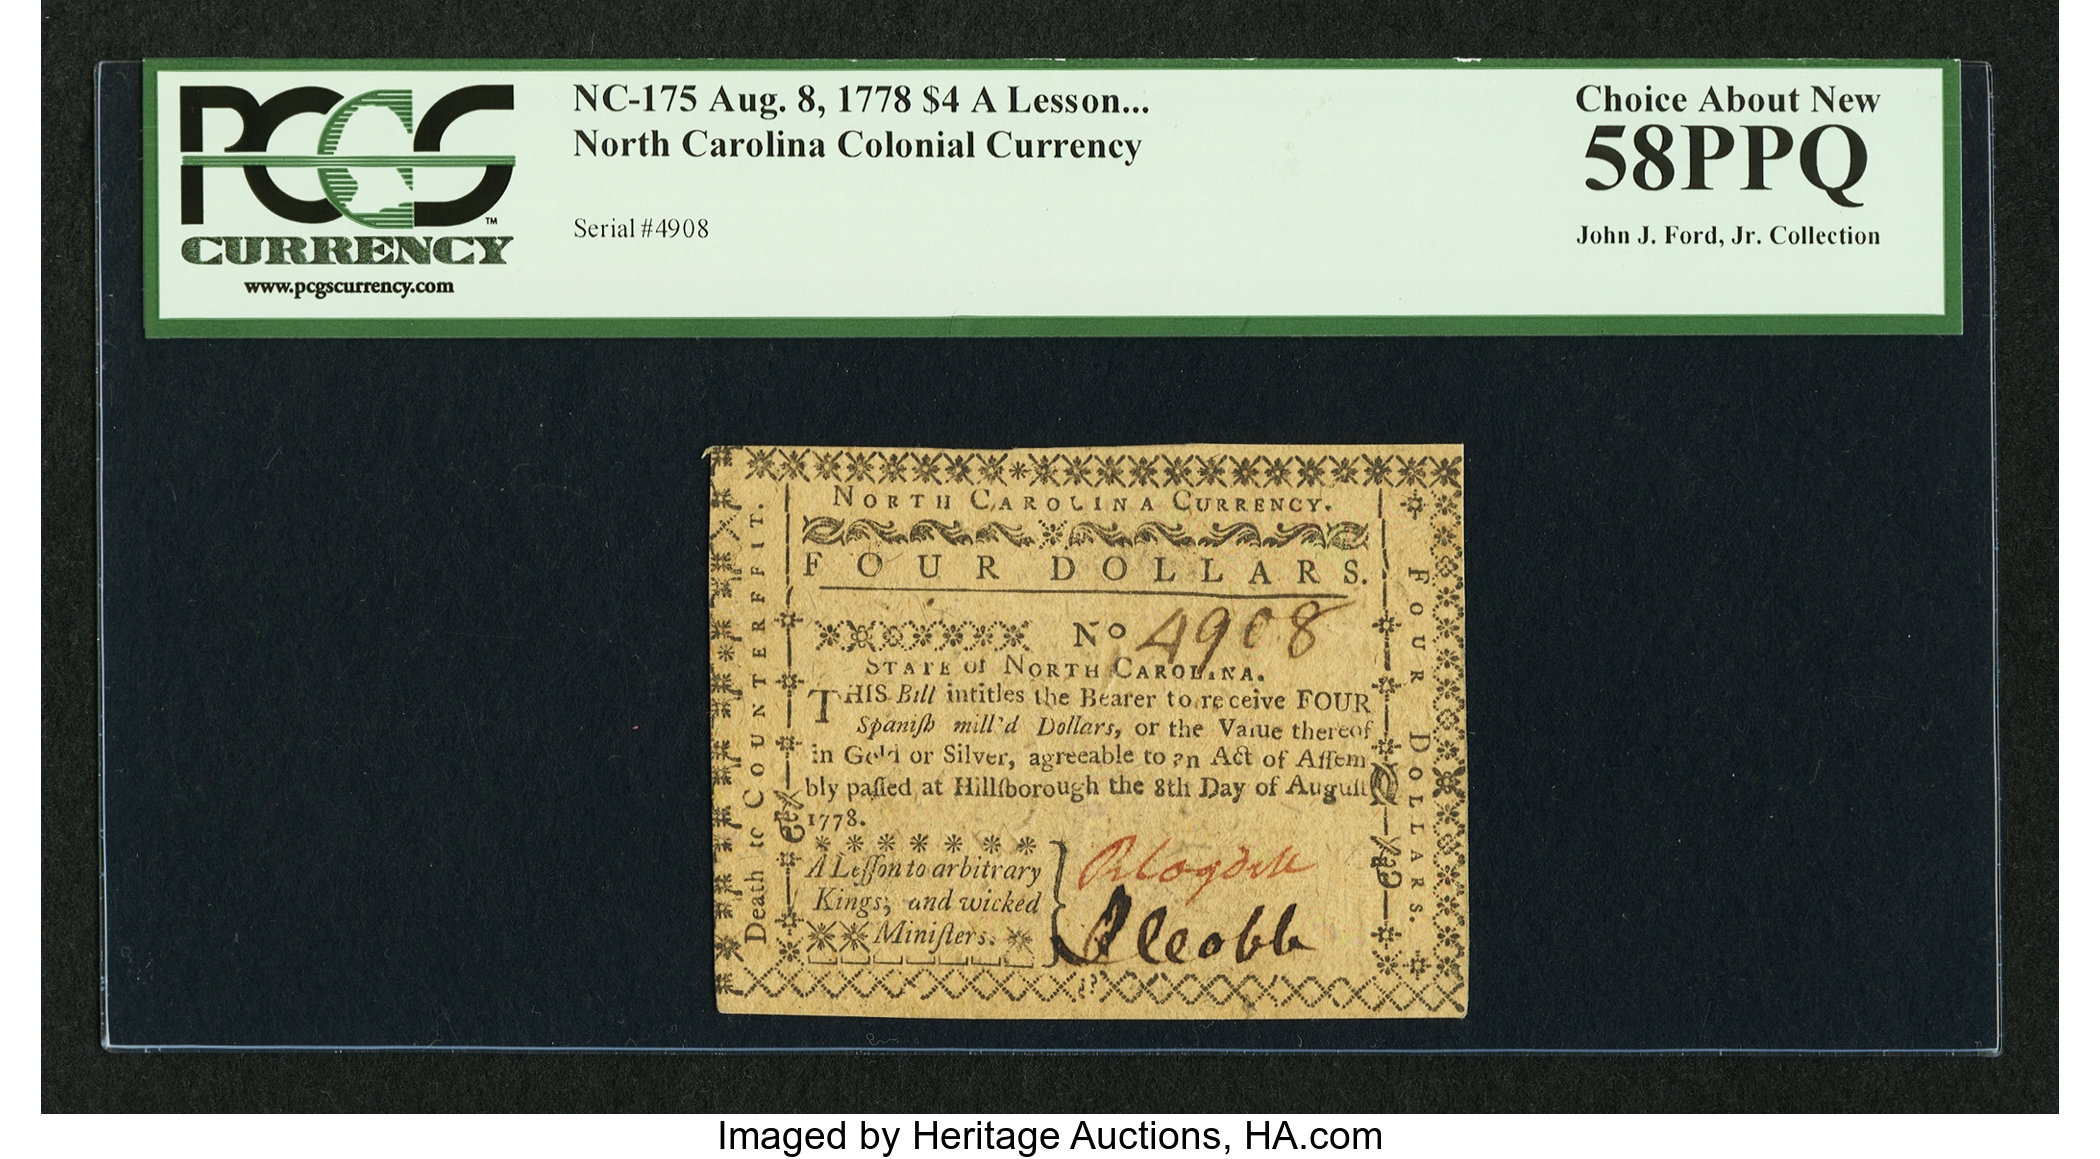 PCGS
CURRENCY
™
www.pcgscurrency.com
NC-175 Aug. 8, 1778 $4 A Lesson...
North Carolina Colonial Currency
Serial #4908
Choice About New
58PPQ
John J. Ford, Jr. Collection
NORTH CAROLINA CURRENCY.
FOUR DOLLARS.
No 4908
STATE of NORTH CAROLINA.
THIS Bill intitles the Bearer to receive FOUR
Spaniſh mill'd Dollars, or the Value thereof
in Gold or Silver, agreeable to an Act of Aſſem
bly paſſed at Hillſborough the 8th Day of Auguſt
1778.
A Leſſon to arbitrary
Kings; and wicked
Miniſters.
Death to COUNTERFEIT.
FOUR DOLLARS.
Cobb
Imaged by Heritage Auctions, HA.com